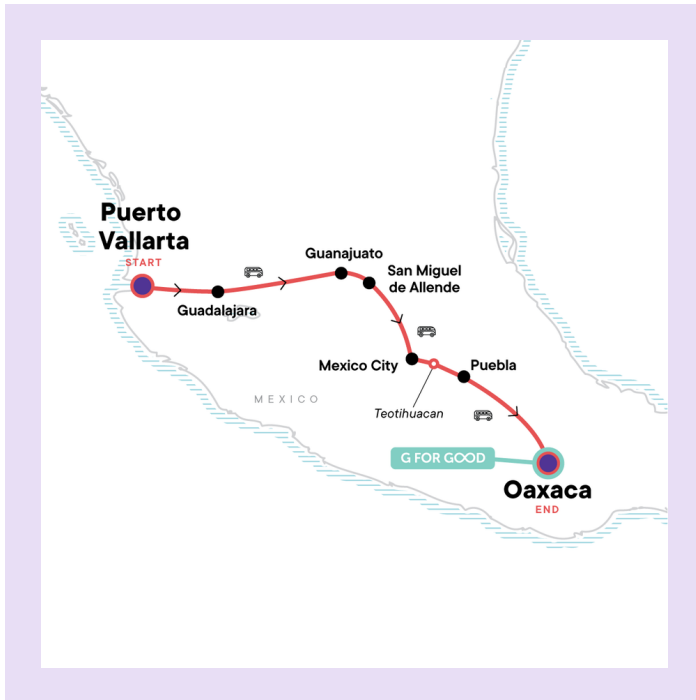 Puerto
Vallarta
START
Guanajuato
San Miguel
de Allende
Guadalajara
Mexico City
Puebla
MEXICO
Teotihuacan
G FOR GOOD
Oaxaca
END